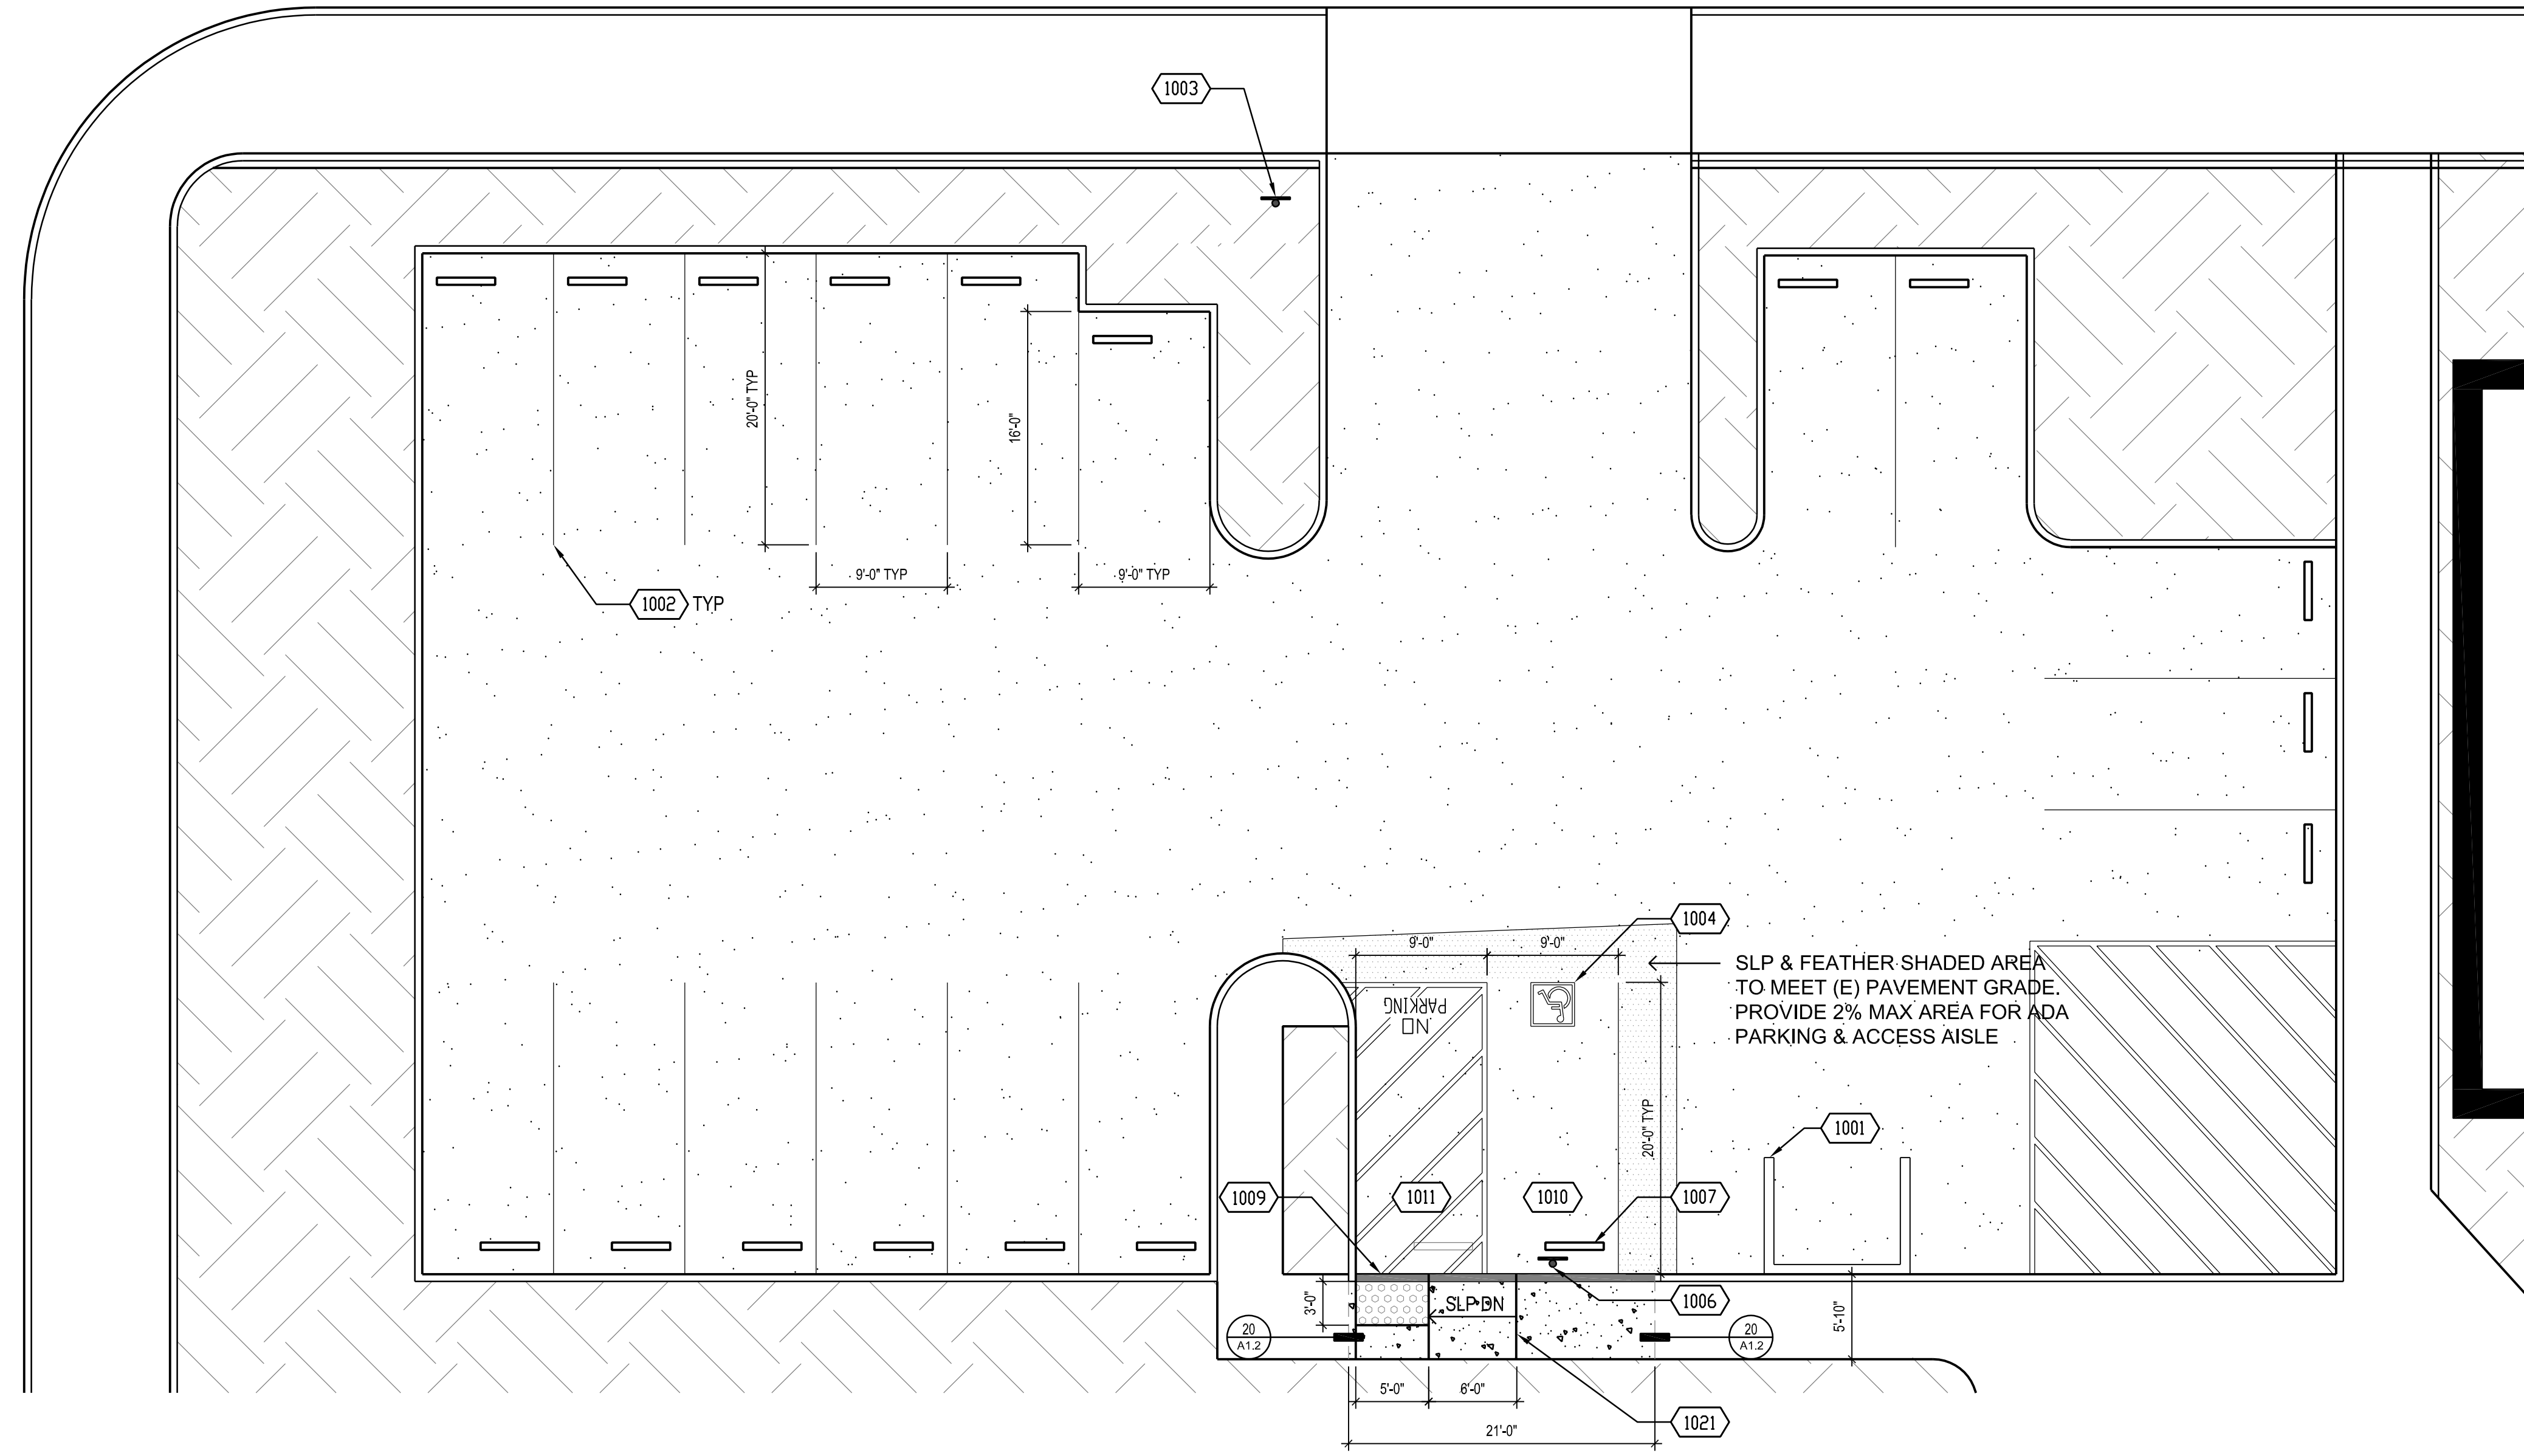 1003
20'-0" TYP
16'-0"
9'-0" TYP
9'-0" TYP
1002 TYP
1004
9'-0"
9'-0"
SLP & FEATHER SHADED AREA
TO MEET (E) PAVEMENT GRADE.
PROVIDE 2% MAX AREA FOR ADA
PARKING & ACCESS AISLE
NO
PARKING
20'-0" TYP
1001
1009
1011
1010
1007
3'-0"
SLP DN
1006
5'-10"
20
A1.2
20
A1.2
5'-0"
6'-0"
1021
21'-0"